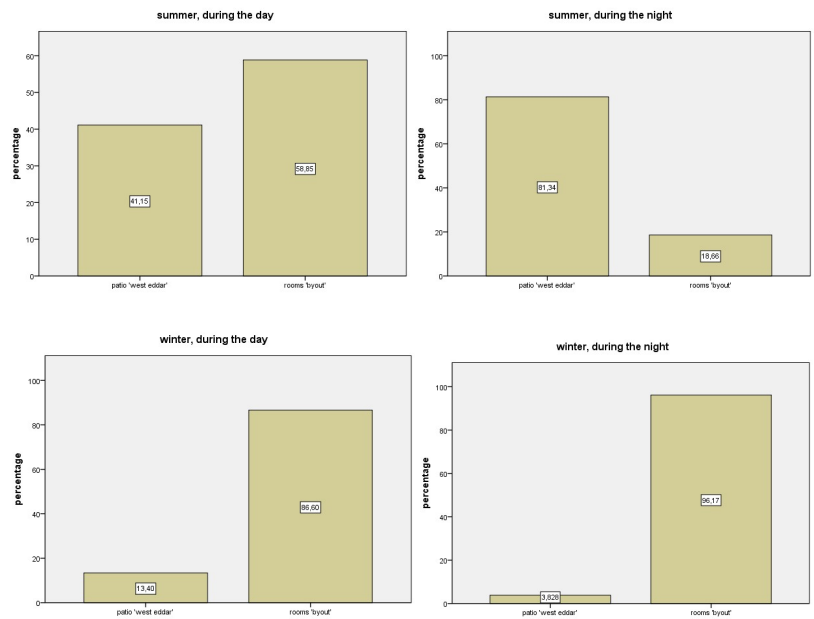 summer, during the day
percentage
60
50
40
30
20
10
0
41,15
58,85
patio 'west eddar'
rooms 'byout'
summer, during the night
percentage
100
80
60
40
20
0
81,34
18,66
patio 'west eddar'
rooms 'byout'
winter, during the day
percentage
100
80
60
40
20
0
13,40
86,60
patio 'west eddar'
rooms 'byout'
winter, during the night
percentage
100
80
60
40
20
0
3,828
96,17
patio 'west eddar'
rooms 'byout'